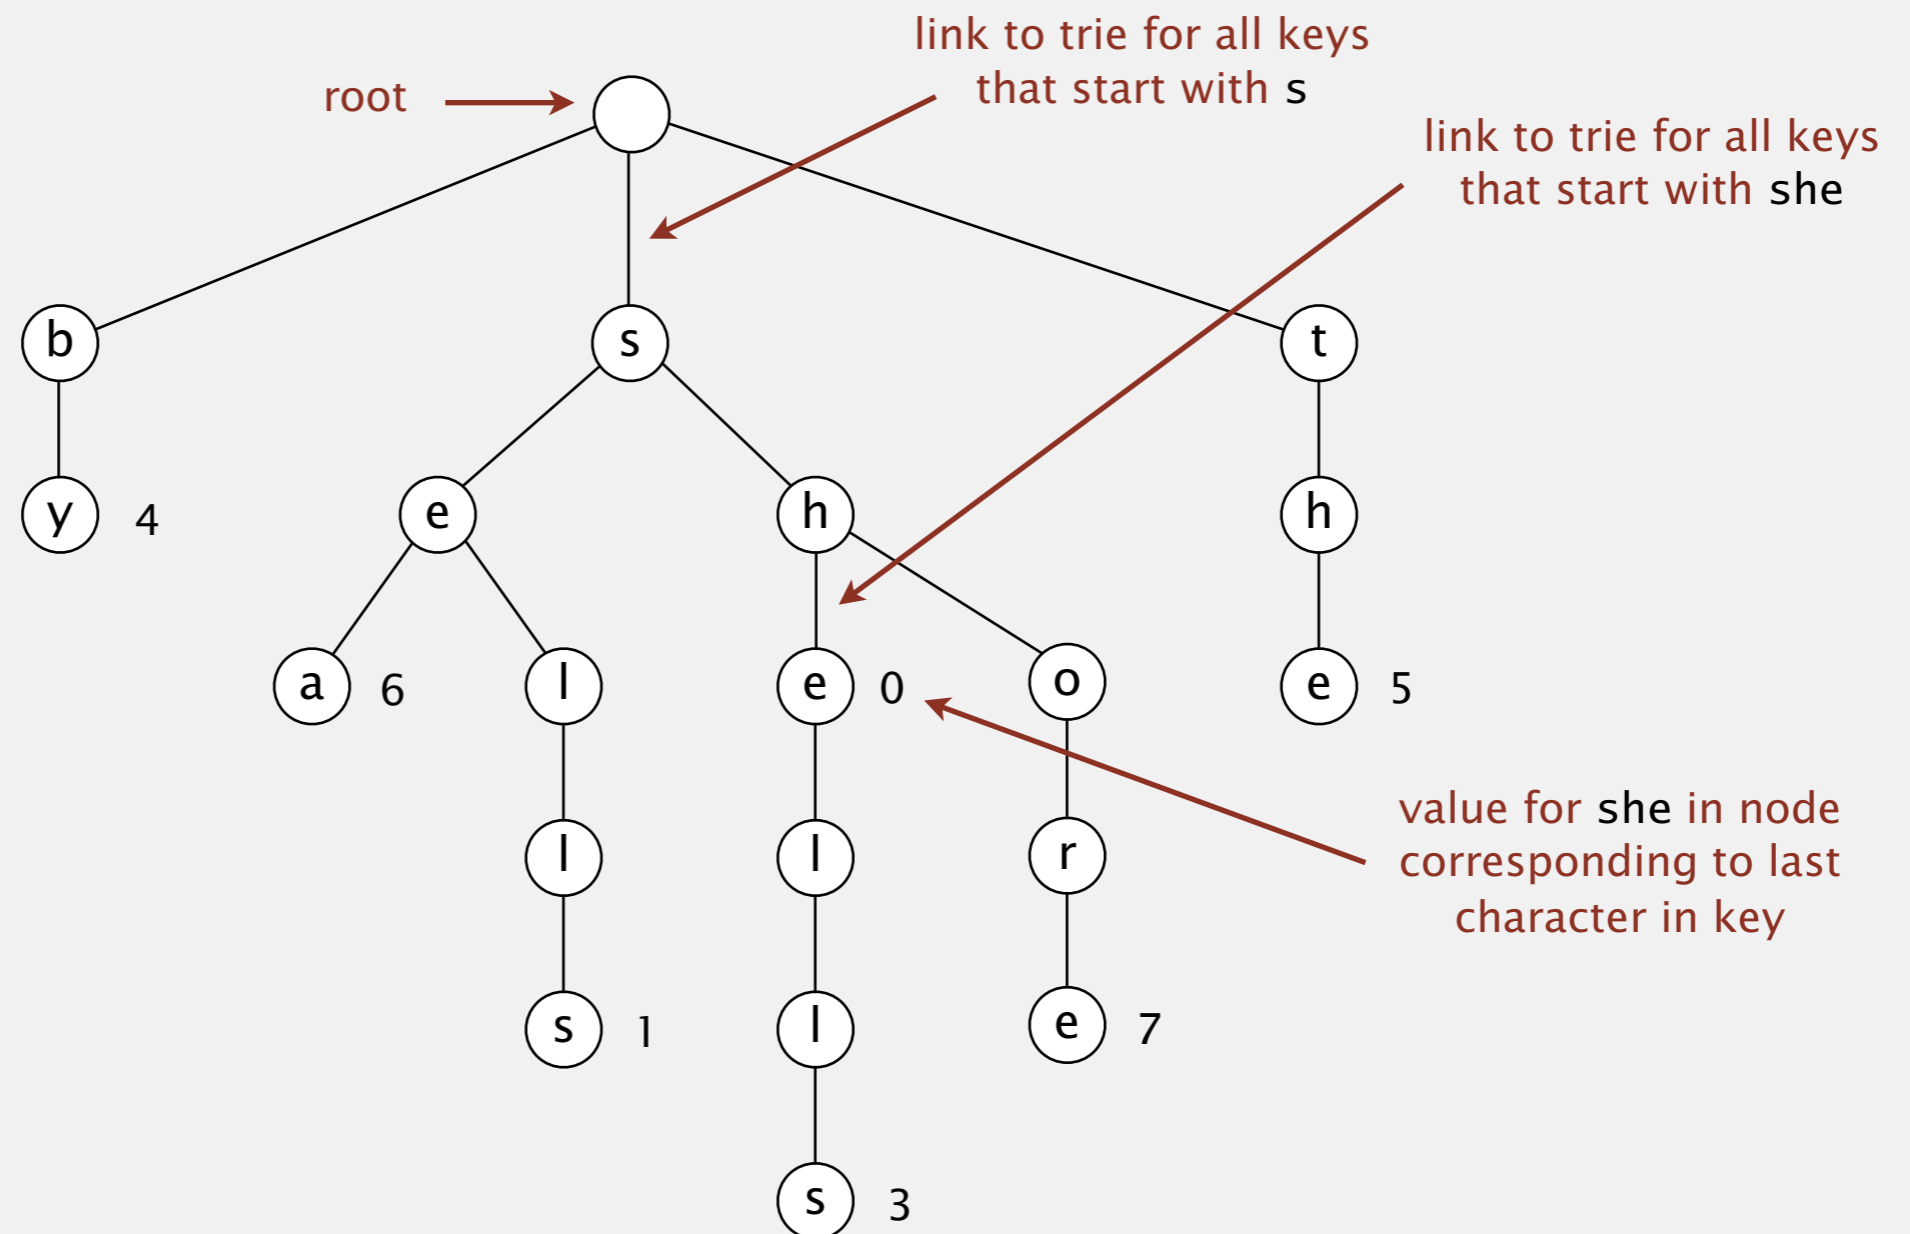 link to trie for all keys
that start with s
root
link to trie for all keys
that start with she
b
s
t
y 4
e
h
h
a 6
l
e 0
o
e 5
l
l
r
value for she in node
corresponding to last
character in key
s 1
l
e 7
s 3